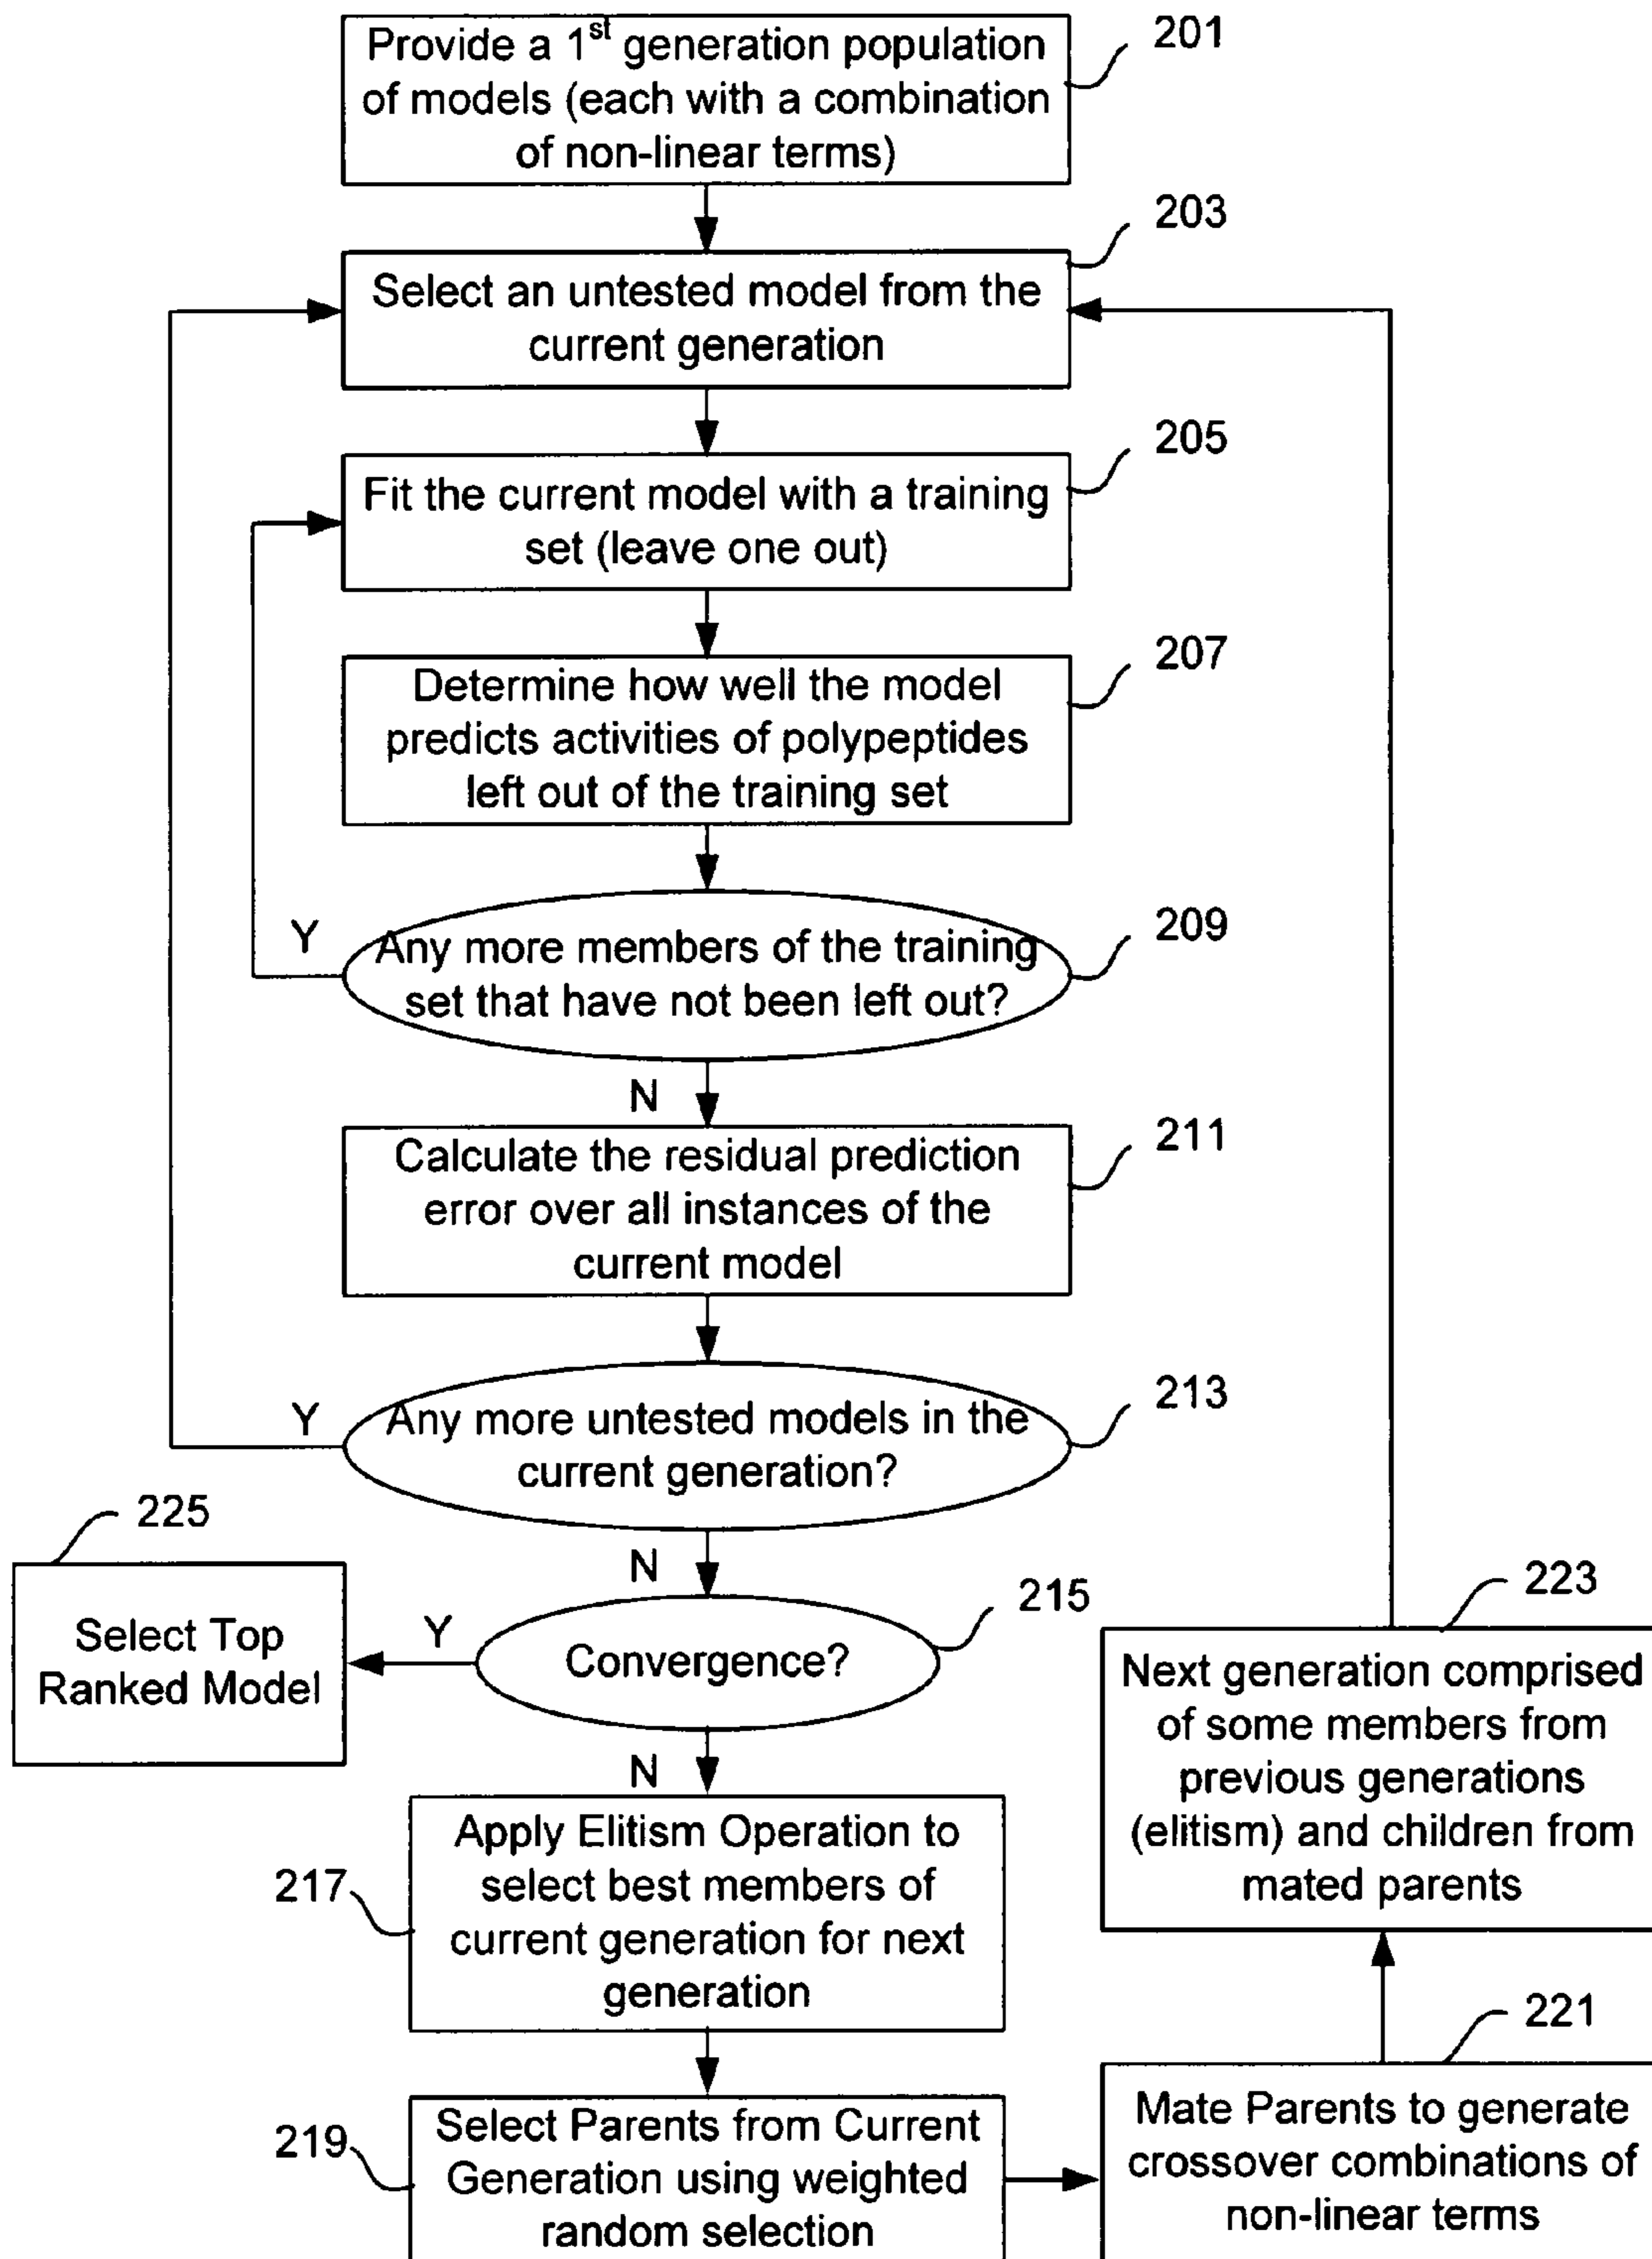 Provide a 1st generation population
of models (each with a combination
of non-linear terms)
201
203
Select an untested model from the
current generation
205
Fit the current model with a training
set (leave one out)
207
Determine how well the model
predicts activities of polypeptides
left out of the training set
Y
209
Any more members of the training
set that have not been left out?
N
211
Calculate the residual prediction
error over all instances of the
current model
Y
213
Any more untested models in the
current generation?
225
N
215
Select Top
Ranked Model
Y
Convergence?
223
Next generation comprised
of some members from
previous generations
(elitism) and children from
mated parents
N
217
Apply Elitism Operation to
select best members of
current generation for next
generation
221
219
Select Parents from Current
Generation using weighted
random selection
Mate Parents to generate
crossover combinations of
non-linear terms